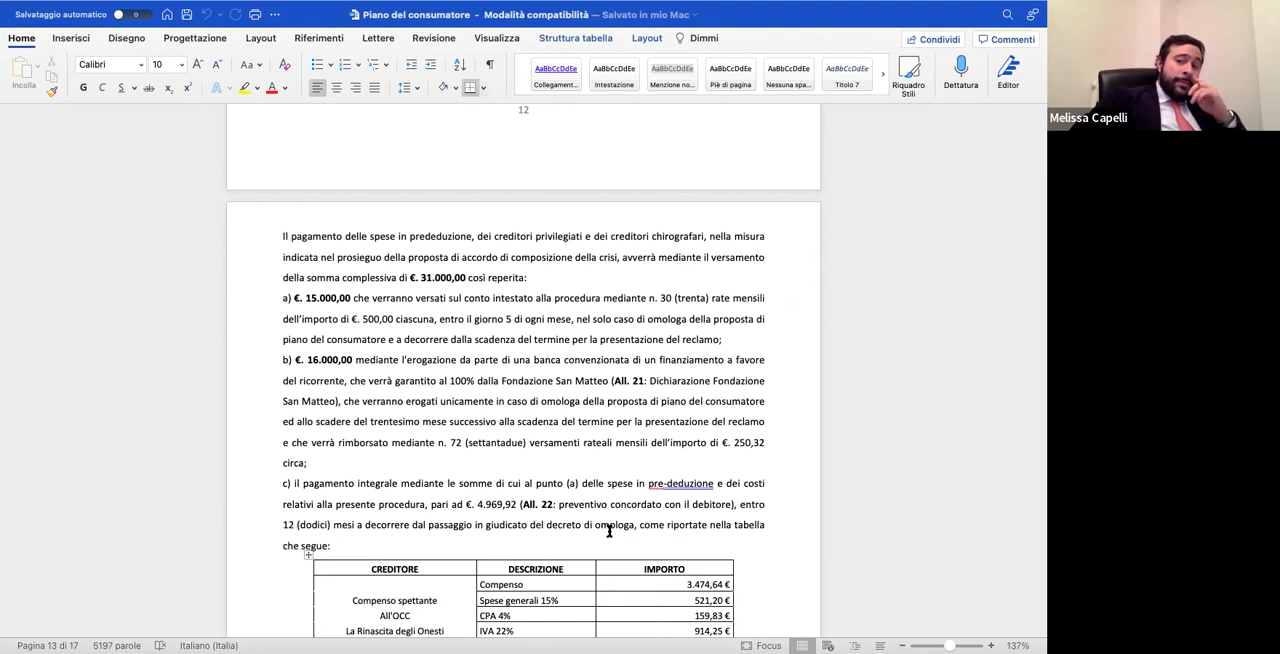 Salvataggio automatico
Piano del consumatore - Modalità compatibilità — Salvato in mio Mac
Home Inserisci Disegno Progettazione Layout Riferimenti Lettere Revisione Visualizza Struttura tabella Layout Dimmi
Condividi Commenti
Incolla
Calibri 10
G C S ab x₂ x²
AaBbCcDdEe AaBbCcDdEe AaBbCcDdEe AaBbCcDdEe AaBbCcDdEe AaBbCcDdEe
Collegament... Intestazione Menzione no... Piè di pagina Nessuna spa... Titolo 7
Riquadro Stili
Dettatura
Editor
Melissa Capelli
12
Il pagamento delle spese in prededuzione, dei creditori privilegiati e dei creditori chirografari, nella misura
indicata nel prosieguo della proposta di accordo di composizione della crisi, avverrà mediante il versamento
della somma complessiva di €. 31.000,00 così reperita:
a) €. 15.000,00 che verranno versati sul conto intestato alla procedura mediante n. 30 (trenta) rate mensili
dell'importo di €. 500,00 ciascuna, entro il giorno 5 di ogni mese, nel solo caso di omologa della proposta di
piano del consumatore e a decorrere dalla scadenza del termine per la presentazione del reclamo;
b) €. 16.000,00 mediante l'erogazione da parte di una banca convenzionata di un finanziamento a favore
del ricorrente, che verrà garantito al 100% dalla Fondazione San Matteo (All. 21: Dichiarazione Fondazione
San Matteo), che verranno erogati unicamente in caso di omologa della proposta di piano del consumatore
ed allo scadere del trentesimo mese successivo alla scadenza del termine per la presentazione del reclamo
e che verrà rimborsato mediante n. 72 (settantadue) versamenti rateali mensili dell'importo di €. 250,32
circa;
c) il pagamento integrale mediante le somme di cui al punto (a) delle spese in pre-deduzione e dei costi
relativi alla presente procedura, pari ad €. 4.969,92 (All. 22: preventivo concordato con il debitore), entro
12 (dodici) mesi a decorrere dal passaggio in giudicato del decreto di omologa, come riportate nella tabella
che segue:
CREDITORE DESCRIZIONE IMPORTO
Compenso 3.474,64 €
Compenso spettante Spese generali 15% 521,20 €
All'OCC CPA 4% 159,83 €
La Rinascita degli Onesti IVA 22% 914,25 €
Pagina 13 di 17 5197 parole Italiano (Italia) Focus 137%